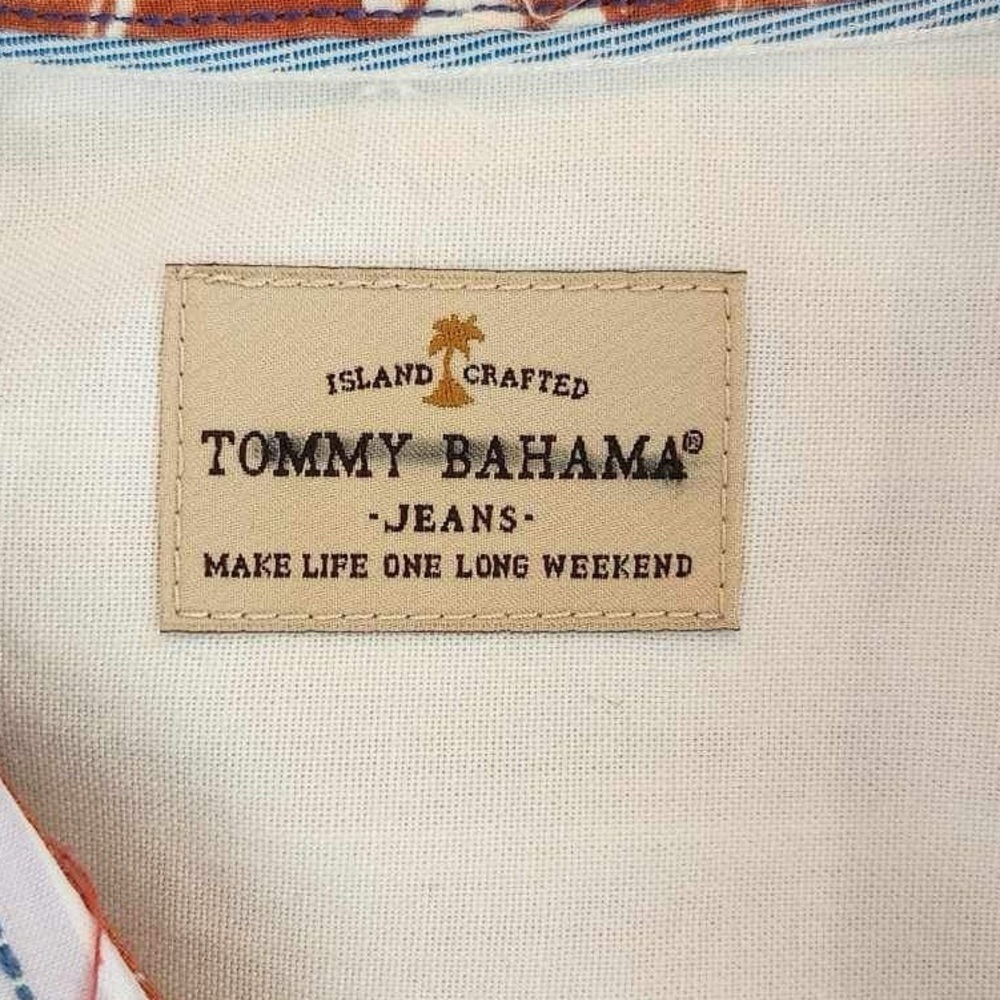 ISLAND CRAFTED
TOMMY BAHAMA®
-JEANS-
MAKE LIFE ONE LONG WEEKEND